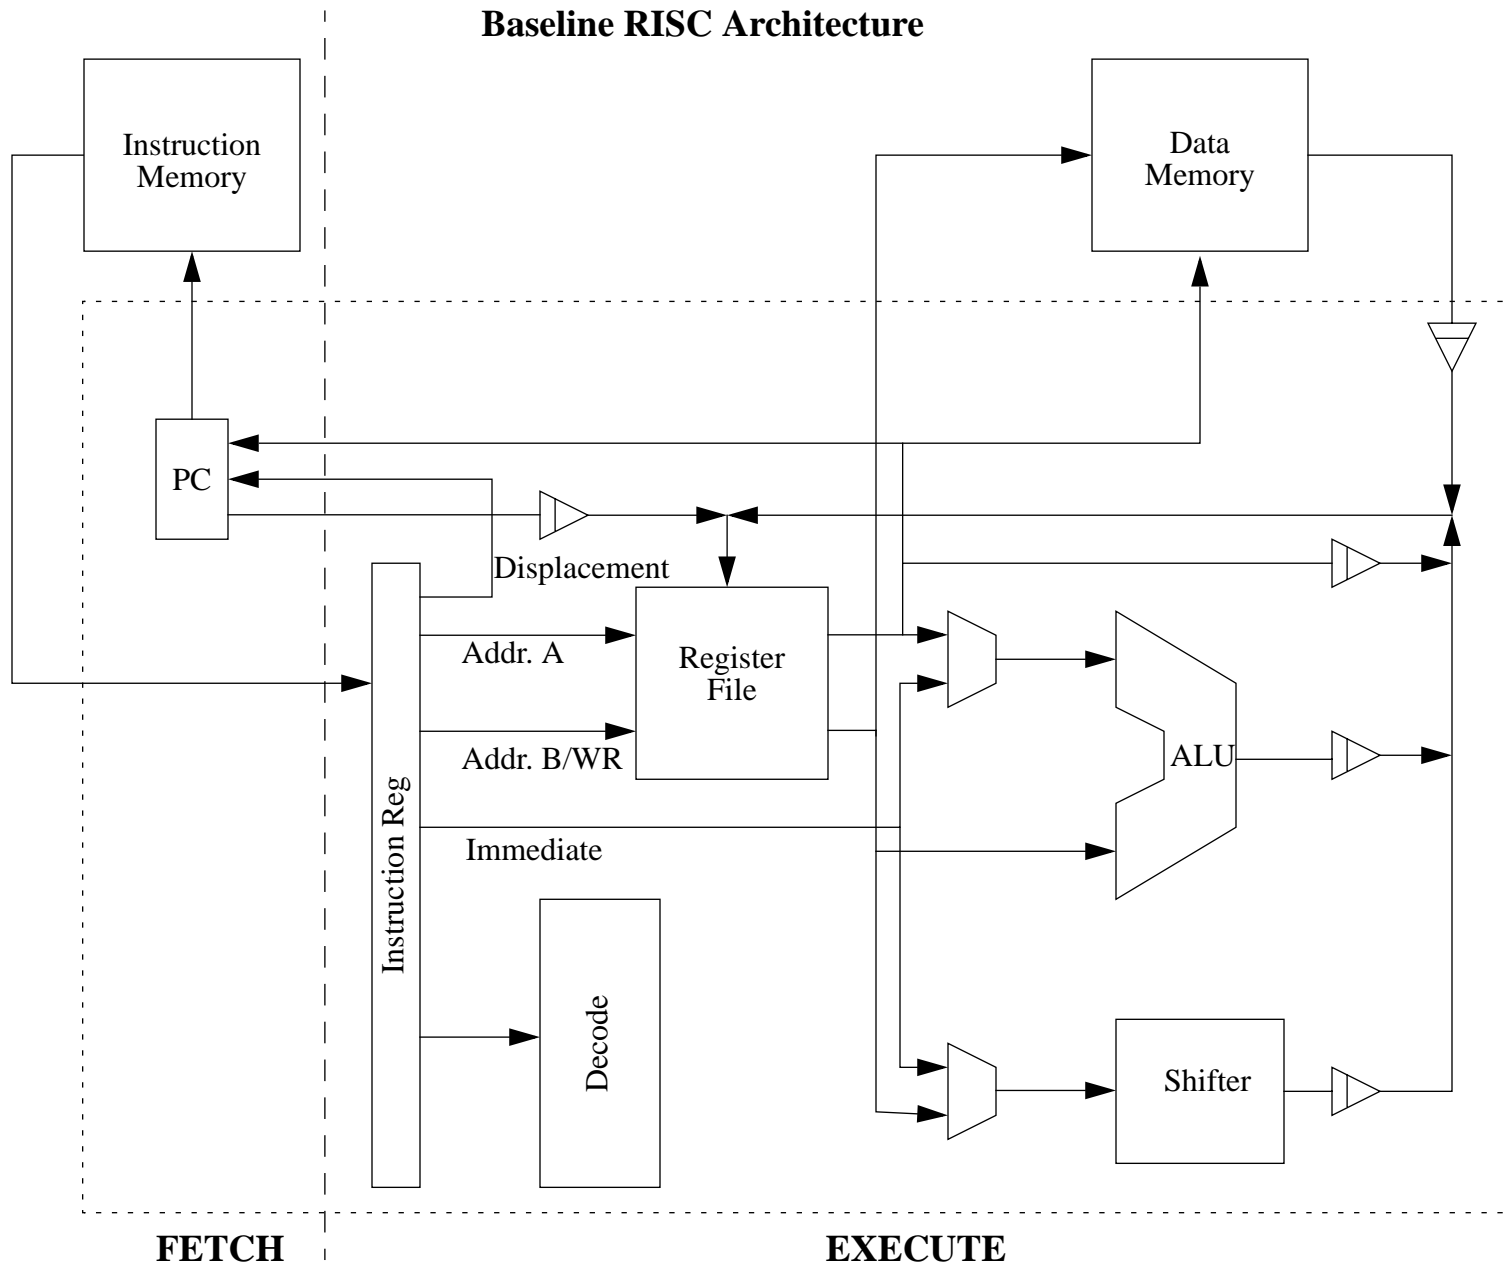 Baseline RISC Architecture
Instruction
Memory
Data
Memory
PC
Displacement
Addr. A
Register
File
Addr. B/WR
ALU
Instruction Reg
Immediate
Decode
Shifter
FETCH
EXECUTE